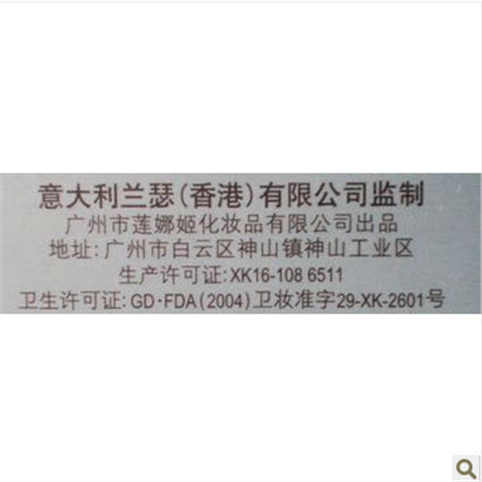 意大利兰瑟(香港)有限公司监制
广州市莲娜姬化妆品有限公司出品
地址:广州市白云区神山镇神山工业区
生产许可证:XK16-108 6511
卫生许可证:GD·FDA(2004)卫妆准字29-XK-2601号